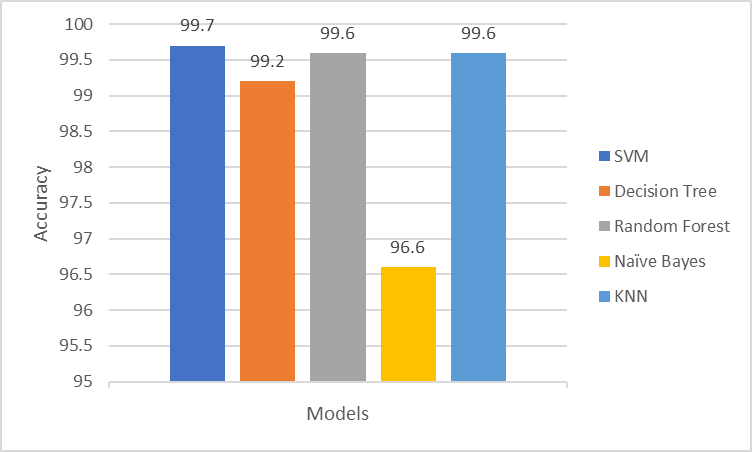 100
99.5
99
98.5
98
97.5
97
96.5
96
95.5
95
Accuracy
99.7
99.2
99.6
96.6
99.6
Models
SVM
Decision Tree
Random Forest
Naïve Bayes
KNN